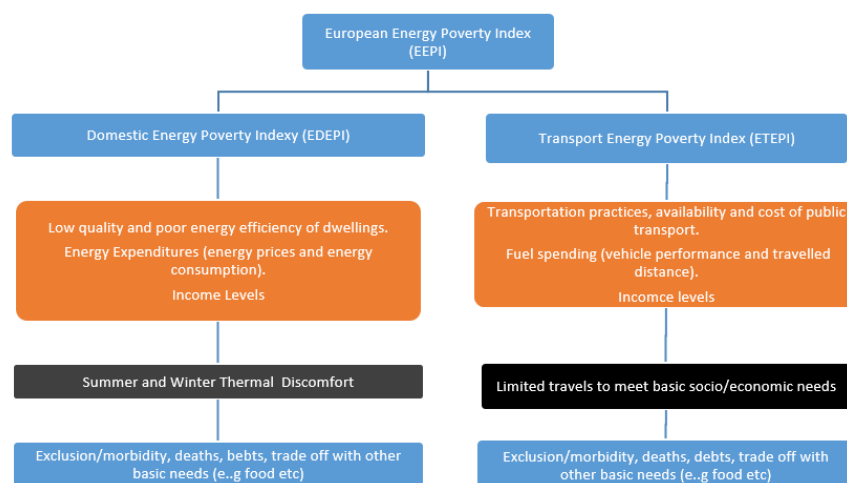 European Energy Poverty Index
(EEPI)
Domestic Energy Poverty Indexy (EDEPI)
Transport Energy Poverty Index (ETEPI)
Low quality and poor energy efficiency of dwellings.
Energy Expenditures (energy prices and energy
consumption).
Income Levels
Transportation practices, availability and cost of public
transport.
Fuel spending (vehicle performance and travelled
distance).
Incomce levels
Summer and Winter Thermal Discomfort
Limited travels to meet basic socio/economic needs
Exclusion/morbidity, deaths, bebts, trade off with other
basic needs (e..g food etc)
Exclusion/morbidity, deaths, debts, trade off with
other basic needs (e..g food etc)